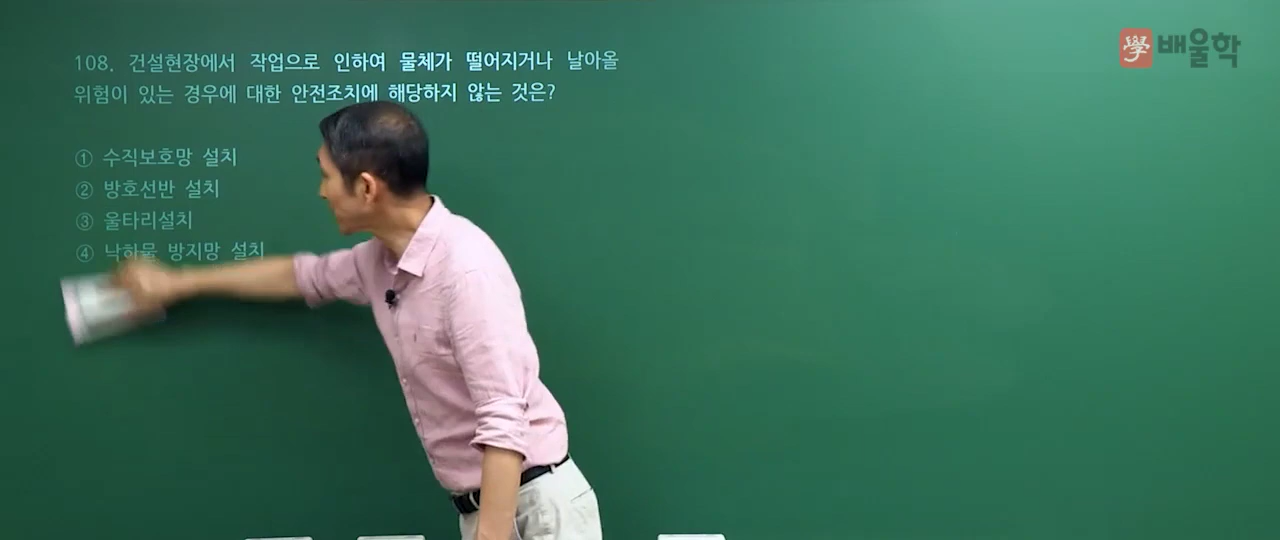 108. 건설현장에서 작업으로 인하여 물체가 떨어지거나 날아올
위험이 있는 경우에 대한 안전조치에 해당하지 않는 것은?
① 수직보호망 설치
② 방호선반 설치
③ 울타리설치
④ 낙하물 방지망 설치
學 배울학